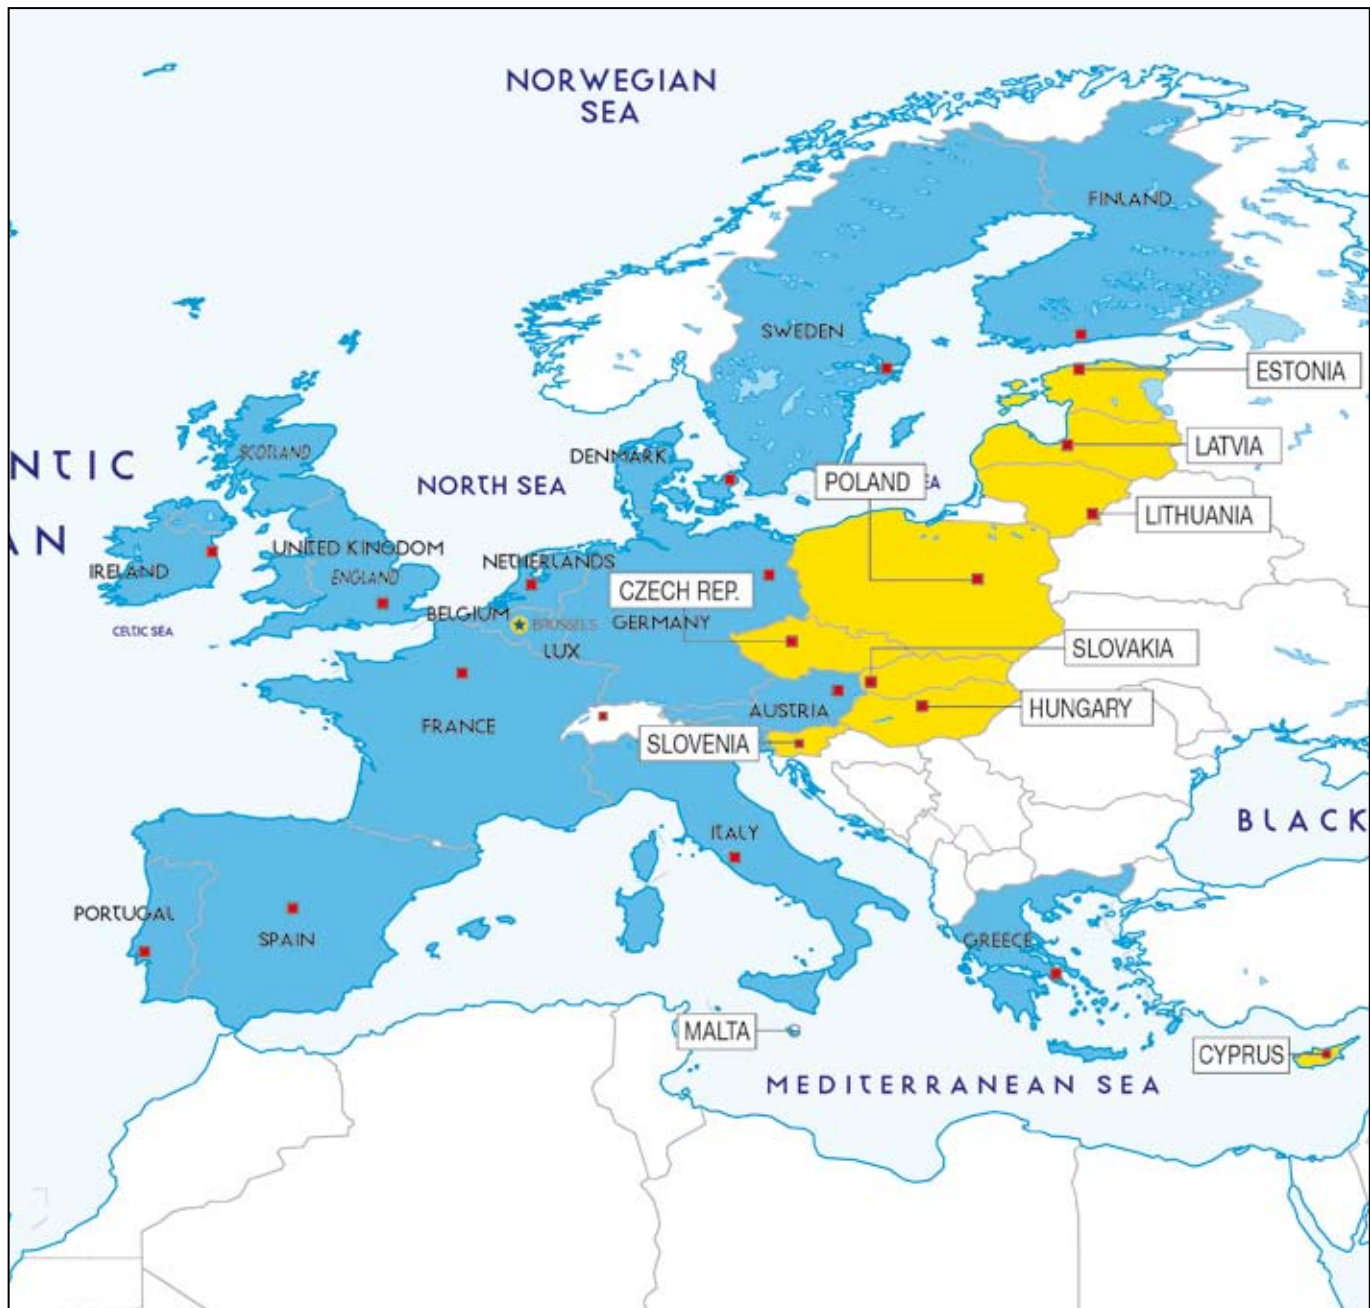 NORWEGIAN
SEA
FINLAND
SWEDEN
ESTONIA
SCOTLAND
NTIC
DENMARK
LATVIA
NORTH SEA
POLAND
EA
LITHUANIA
AN
UNITED KINGDOM
NETHERLANDS
IRELAND
ENGLAND
CZECH REP.
BELGIUM
BRUSSELS
GERMANY
CELTIC SEA
LUX
SLOVAKIA
HUNGARY
AUSTRIA
FRANCE
SLOVENIA
BLACK
ITALY
PORTUGAL
SPAIN
GREECE
MALTA
CYPRUS
MEDITERRANEAN SEA